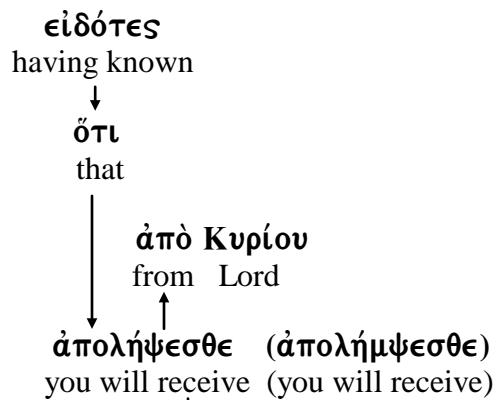 εἰδότες
having known
ὅτι
that
ἀπὸ Κυρίου
from Lord
ἀπολήψεσθε (ἀπολήμψεσθε)
you will receive (you will receive)